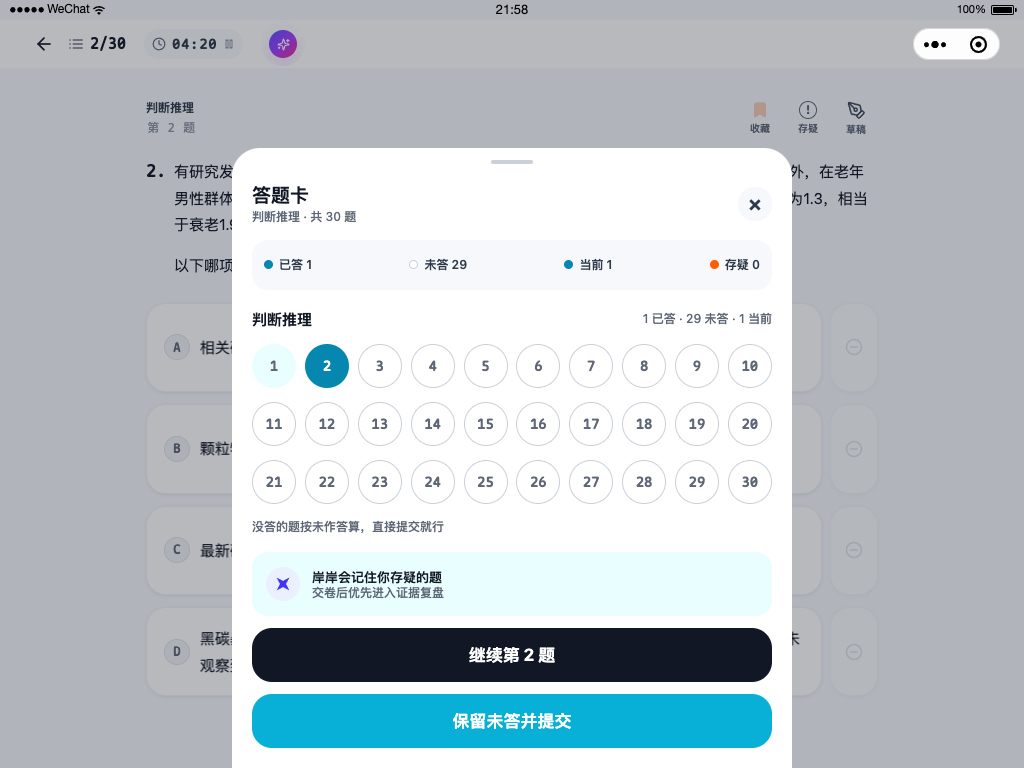 WeChat
21:58
100%
2/30
04:20
判断推理
第 2 题
收藏
存疑
草稿
2. 有研究发
外，在老年
男性群体
为1.3，相当
于衰老1.9
以下哪项
A 相关
B 颗粒
C 最新
D 黑碳
未
观察
答题卡
判断推理 · 共 30 题
已答 1
未答 29
当前 1
存疑 0
判断推理
1 已答 · 29 未答 · 1 当前
1 2 3 4 5 6 7 8 9 10
11 12 13 14 15 16 17 18 19 20
21 22 23 24 25 26 27 28 29 30
没答的题按未作答算，直接提交就行
岸岸会记住你存疑的题
交卷后优先进入证据复盘
继续第 2 题
保留未答并提交